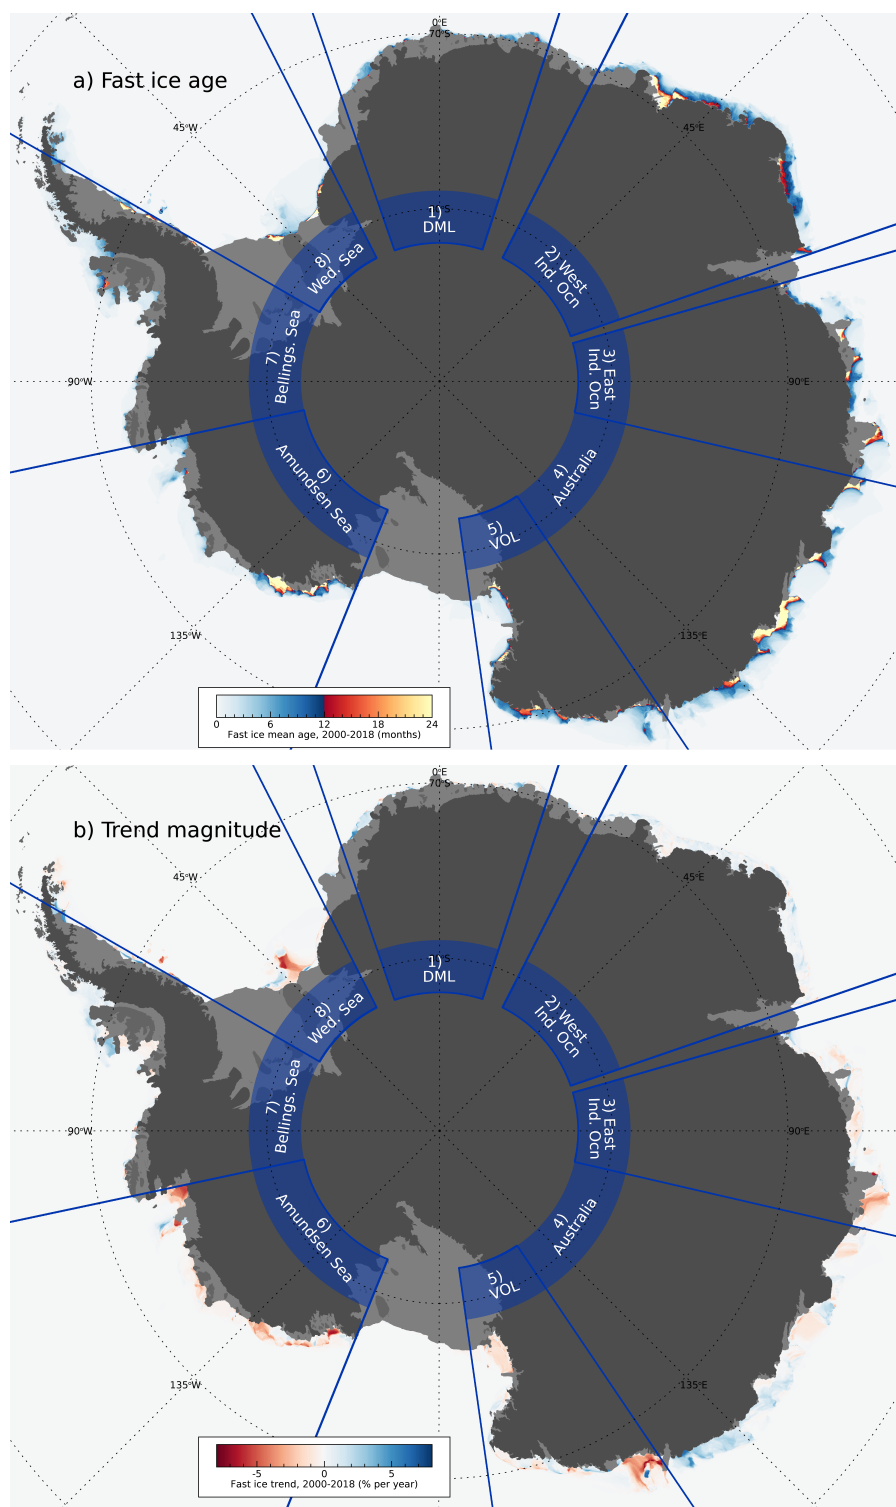 0°E
70°S
a) Fast ice age
45°W
45°E
1)
DML
8)
Wed. Sea
2) West
Ind. Ocn
7)
Bellings. Sea
3) East
Ind. Ocn
90°W
90°E
6)
Amundsen Sea
4)
Australia
5)
VOL
135°W
135°E
0 6 12 18 24
Fast ice mean age, 2000-2018 (months)
0°E
70°S
b) Trend magnitude
45°W
45°E
1)
DML
8)
Wed. Sea
2) West
Ind. Ocn
7)
Bellings. Sea
3) East
Ind. Ocn
90°W
90°E
6)
Amundsen Sea
4)
Australia
5)
VOL
135°W
135°E
-5 0 5
Fast ice trend, 2000-2018 (% per year)